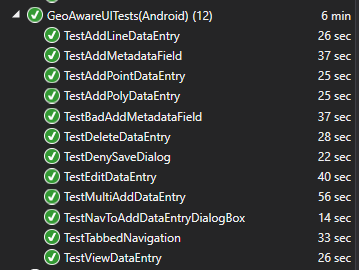 GeoAwareUITests(Android) (12) 6 min
TestAddLineDataEntry 26 sec
TestAddMetadataField 37 sec
TestAddPointDataEntry 25 sec
TestAddPolyDataEntry 25 sec
TestBadAddMetadataField 37 sec
TestDeleteDataEntry 28 sec
TestDenySaveDialog 22 sec
TestEditDataEntry 40 sec
TestMultiAddDataEntry 56 sec
TestNavToAddDataEntryDialogBox 14 sec
TestTabbedNavigation 33 sec
TestViewDataEntry 26 sec